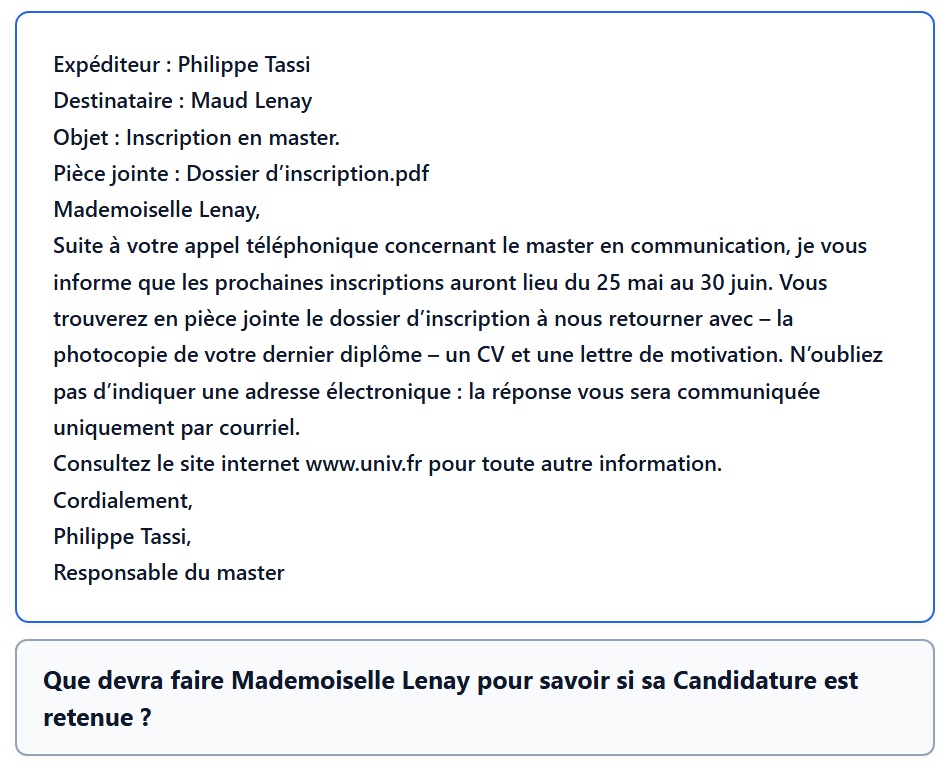 Expéditeur : Philippe Tassi
Destinataire : Maud Lenay
Objet : Inscription en master.
Pièce jointe : Dossier d’inscription.pdf
Mademoiselle Lenay,
Suite à votre appel téléphonique concernant le master en communication, je vous
informe que les prochaines inscriptions auront lieu du 25 mai au 30 juin. Vous
trouverez en pièce jointe le dossier d’inscription à nous retourner avec – la
photocopie de votre dernier diplôme – un CV et une lettre de motivation. N’oubliez
pas d’indiquer une adresse électronique : la réponse vous sera communiquée
uniquement par courriel.
Consultez le site internet www.univ.fr pour toute autre information.
Cordialement,
Philippe Tassi,
Responsable du master
Que devra faire Mademoiselle Lenay pour savoir si sa Candidature est
retenue ?